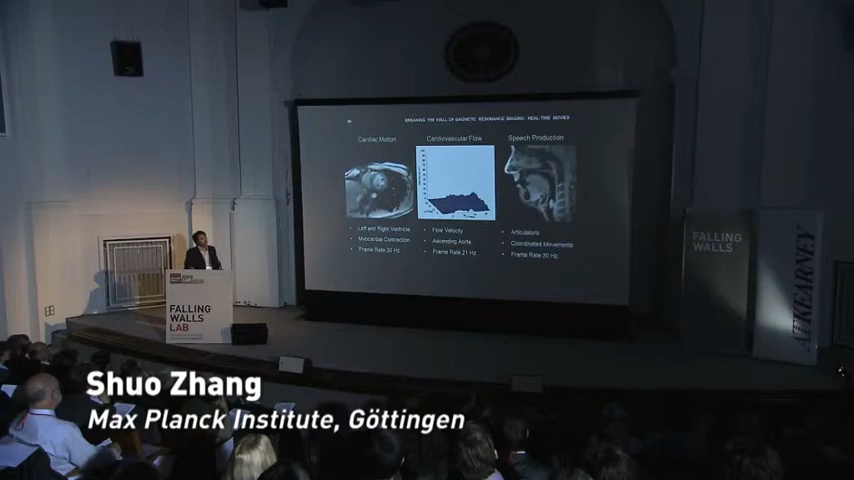 BREAKING THE WALL OF MAGNETIC RESONANCE IMAGING: REAL-TIME MOVIES
Cardiac Motion
Cardiovascular Flow
Speech Production
• Left and Right Ventricle
• Myocardial Contraction
• Frame Rate 30 Hz
• Flow Velocity
• Ascending Aorta
• Frame Rate 21 Hz
• Articulators
• Coordinated Movements
• Frame Rate 30 Hz
FALLING
WALLS
LAB
FALLING
WALLS
ATKEARNEY
Shuo Zhang
Max Planck Institute, Göttingen